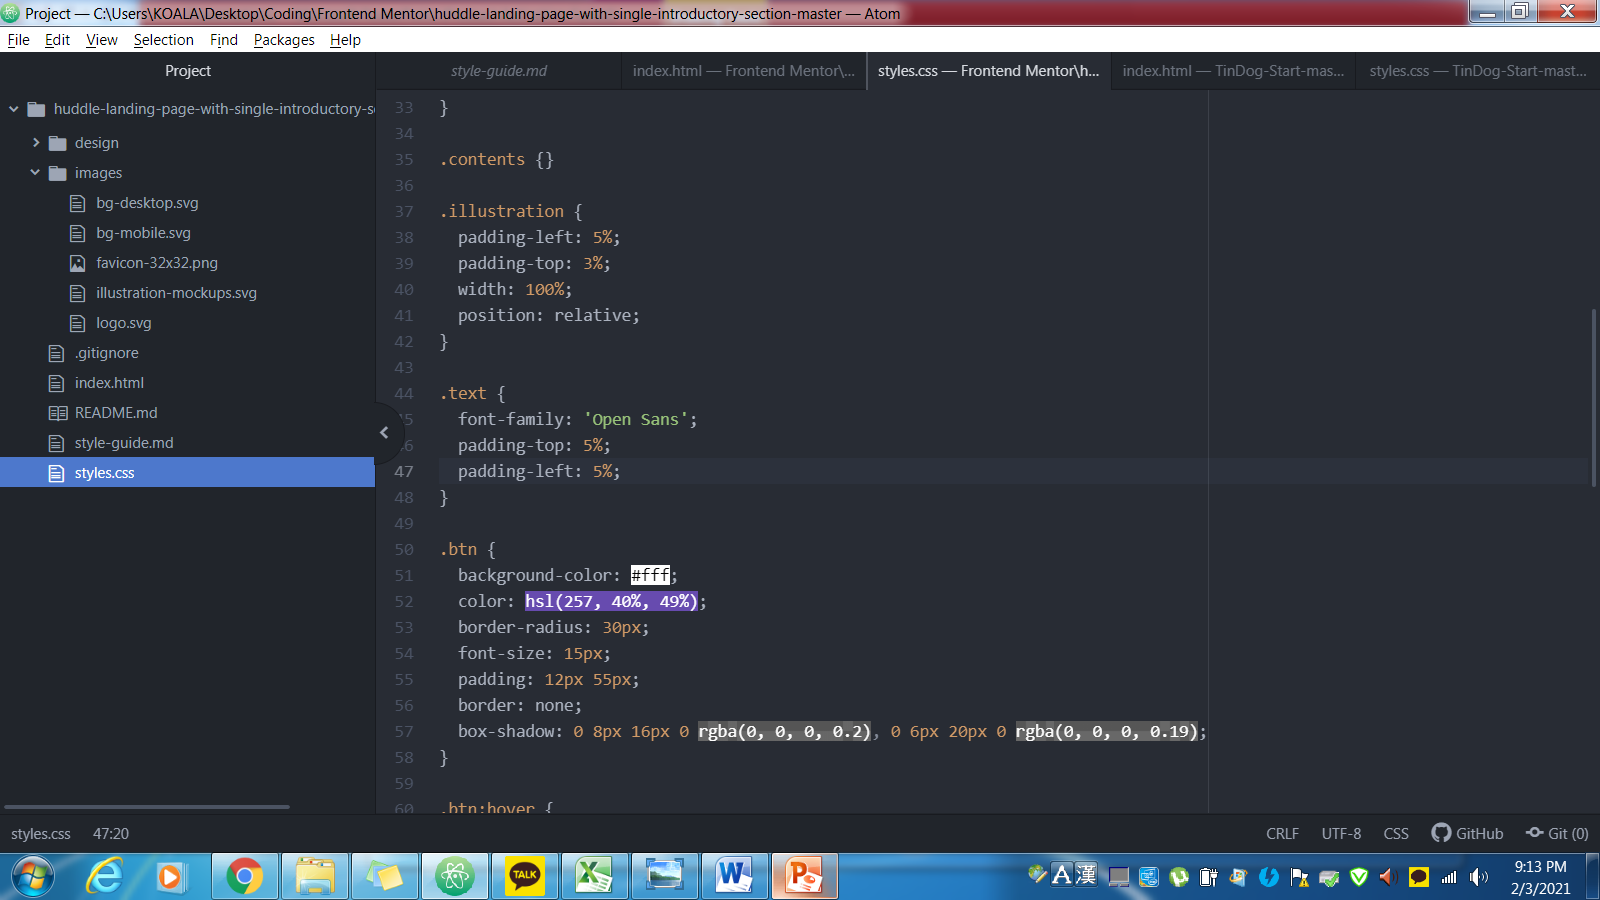 Project — C:\Users\KOALA\Desktop\Coding\Frontend Mentor\huddle-landing-page-with-single-introductory-section-master — Atom
File Edit View Selection Find Packages Help
Project
style-guide.md index.html — Frontend Mentor\... styles.css — Frontend Mentor\h... index.html — TinDog-Start-mas... styles.css — TinDog-Start-mast...
huddle-landing-page-with-single-introductory-se
design
images
bg-desktop.svg
bg-mobile.svg
favicon-32x32.png
illustration-mockups.svg
logo.svg
.gitignore
index.html
README.md
style-guide.md
styles.css
33 }
34
35 .contents {}
36
37 .illustration {
38 padding-left: 5%;
39 padding-top: 3%;
40 width: 100%;
41 position: relative;
42 }
43
44 .text {
45 font-family: 'Open Sans';
46 padding-top: 5%;
47 padding-left: 5%;
48 }
49
50 .btn {
51 background-color: #fff;
52 color: hsl(257, 40%, 49%);
53 border-radius: 30px;
54 font-size: 15px;
55 padding: 12px 55px;
56 border: none;
57 box-shadow: 0 8px 16px 0 rgba(0, 0, 0, 0.2), 0 6px 20px 0 rgba(0, 0, 0, 0.19);
58 }
59
60 .btn:hover {
styles.css 47:20 CRLF UTF-8 CSS GitHub Git (0)
TALK
A 漢
9:13 PM
2/3/2021